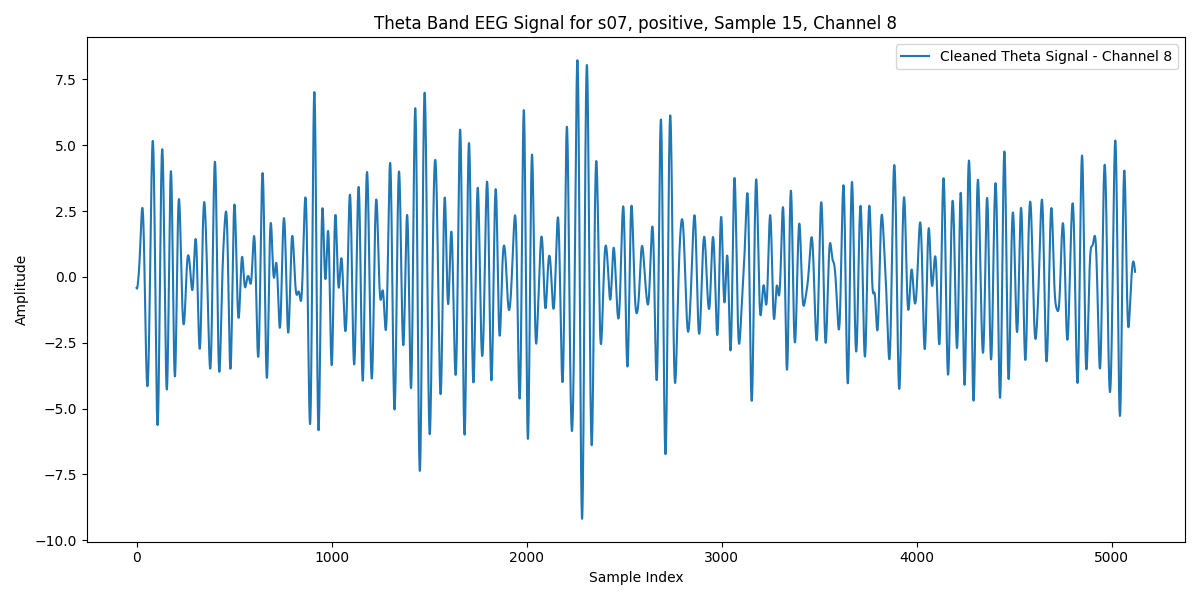 Theta Band EEG Signal for s07, positive, Sample 15, Channel 8
Cleaned Theta Signal - Channel 8
7.5
5.0
2.5
0.0
−2.5
−5.0
−7.5
−10.0
Amplitude
0 1000 2000 3000 4000 5000
Sample Index